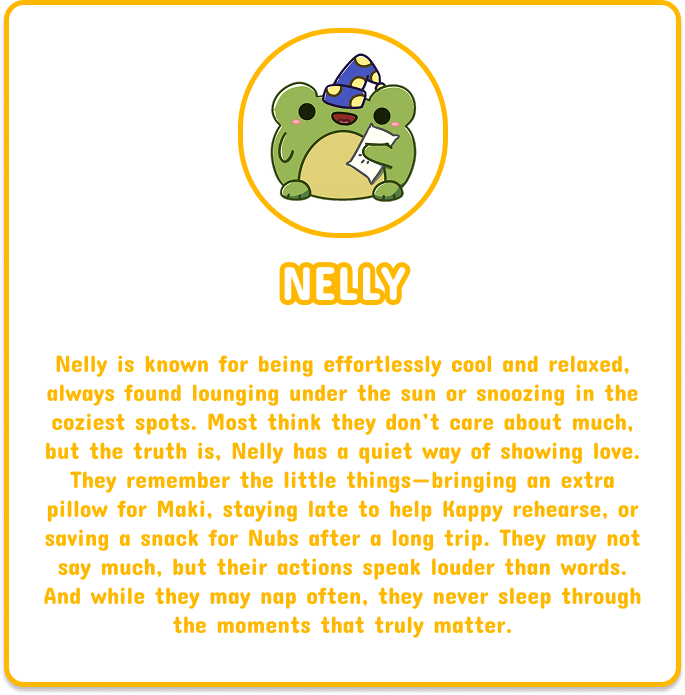 NELLY
Nelly is known for being effortlessly cool and relaxed,
always found lounging under the sun or snoozing in the
coziest spots. Most think they don't care about much,
but the truth is, Nelly has a quiet way of showing love.
They remember the little things—bringing an extra
pillow for Maki, staying late to help Kappy rehearse, or
saving a snack for Nubs after a long trip. They may not
say much, but their actions speak louder than words.
And while they may nap often, they never sleep through
the moments that truly matter.